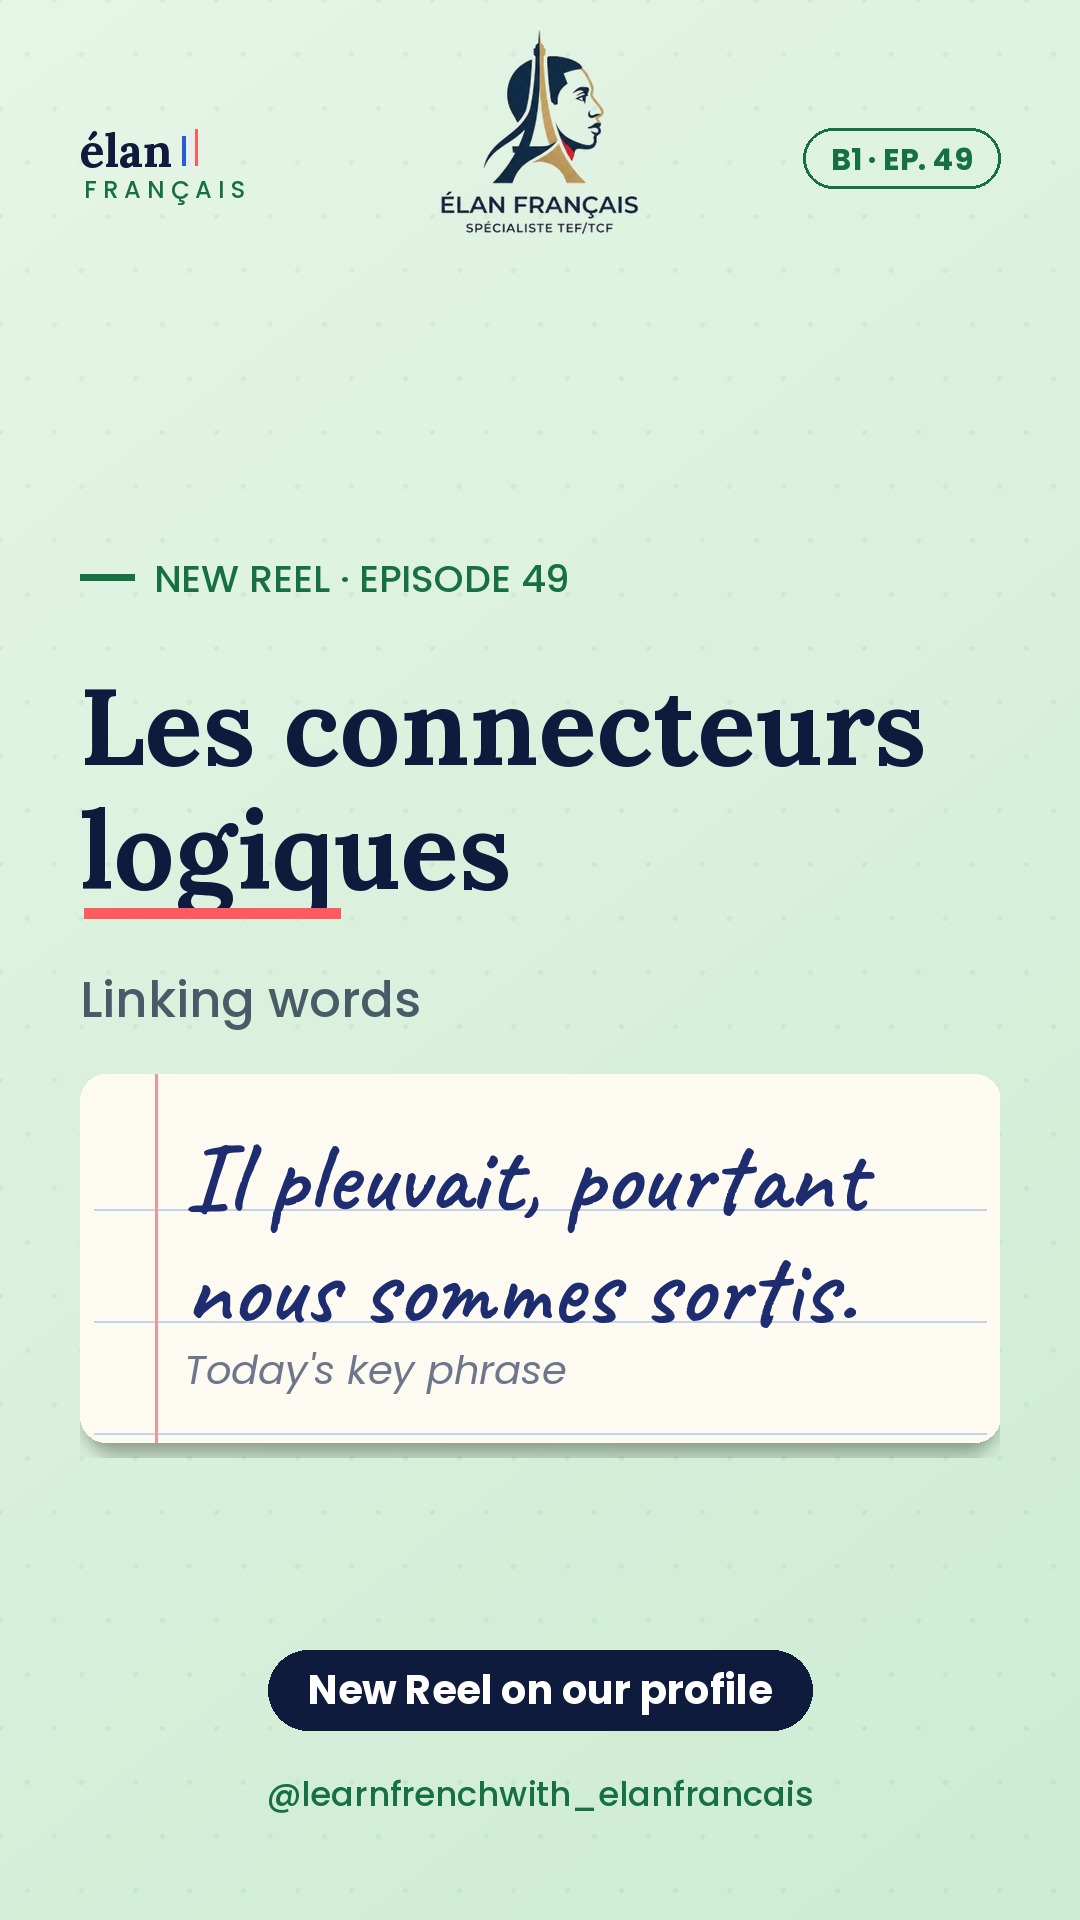 élan
FRANÇAIS
ÉLAN FRANÇAIS
SPÉCIALISTE TEF/TCF
B1 · EP. 49
NEW REEL · EPISODE 49
Les connecteurs
logiques
Linking words
Il pleuvait, pourtant
nous sommes sortis.
Today's key phrase
New Reel on our profile
@learnfrenchwith_elanfrancais